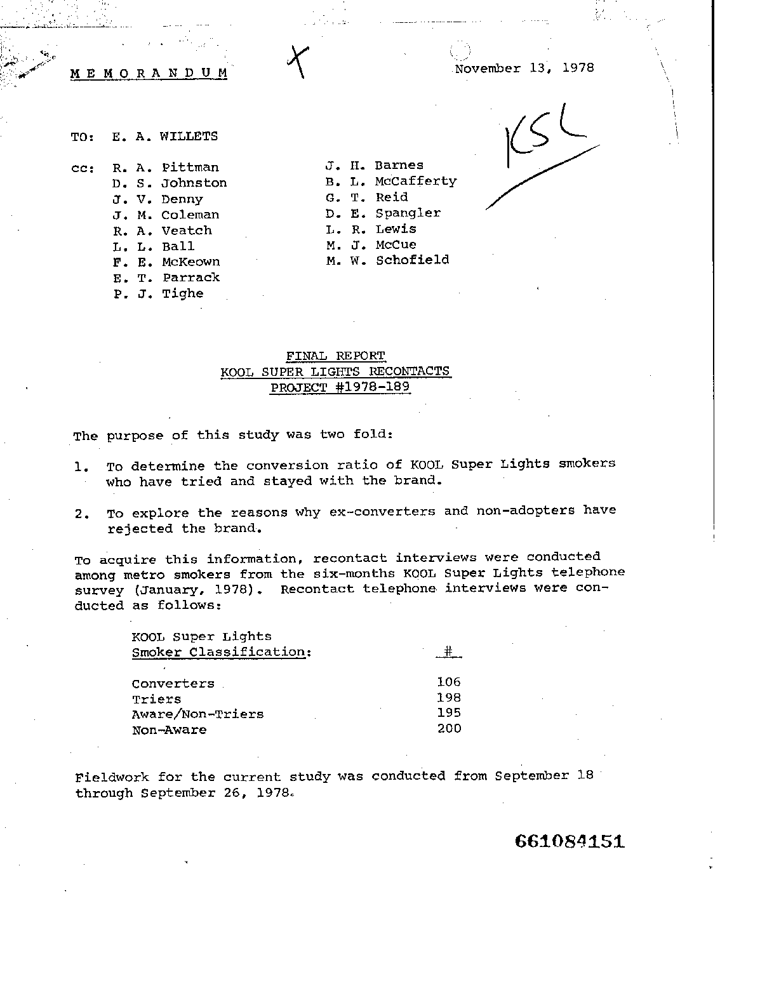 M E M O R A N D U M
X
November 13, 1978
KSL
TO: E. A. WILLETS
cc: R. A. Pittman
D. S. Johnston
J. V. Denny
J. M. Coleman
R. A. Veatch
L. L. Ball
F. E. McKeown
E. T. Parrack
P. J. Tighe
J. H. Barnes
B. L. McCafferty
G. T. Reid
D. E. Spangler
L. R. Lewis
M. J. McCue
M. W. Schofield
FINAL REPORT
KOOL SUPER LIGHTS RECONTACTS
PROJECT #1978-189
The purpose of this study was two fold:
1. To determine the conversion ratio of KOOL Super Lights smokers
who have tried and stayed with the brand.
2. To explore the reasons why ex-converters and non-adopters have
rejected the brand.
To acquire this information, recontact interviews were conducted
among metro smokers from the six-months KOOL Super Lights telephone
survey (January, 1978). Recontact telephone interviews were con-
ducted as follows:
KOOL Super Lights
Smoker Classification: #
Converters 106
Triers 198
Aware/Non-Triers 195
Non-Aware 200
Fieldwork for the current study was conducted from September 18
through September 26, 1978.
661084151